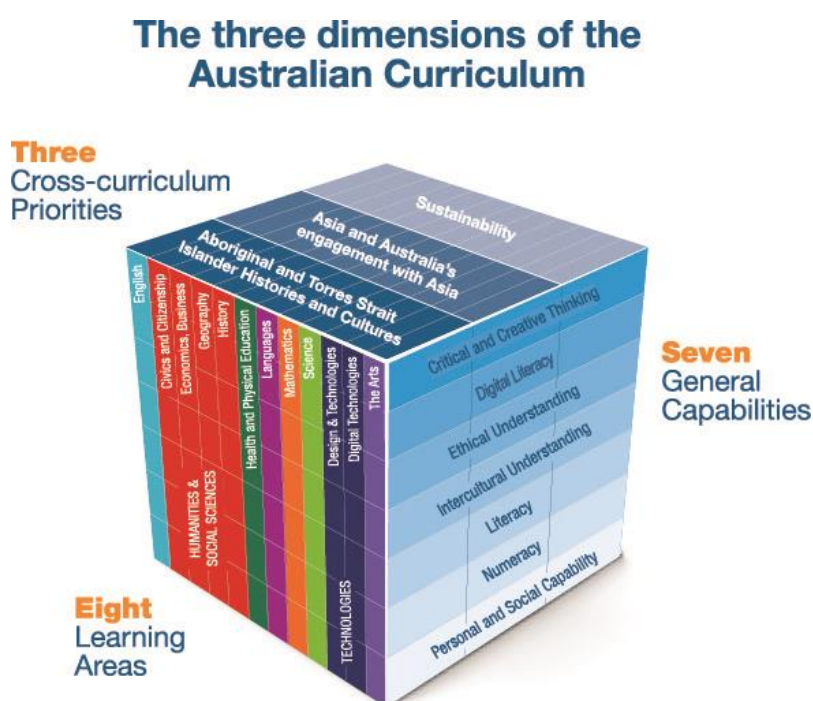 The three dimensions of the
Australian Curriculum
Three
Cross-curriculum
Priorities
Sustainability
Asia and Australia's
engagement with Asia
Aboriginal and Torres Strait
Islander Histories and Cultures
English
Civics and Citizenship
Economics, Business
Geography
History
HUMANITIES &
SOCIAL SCIENCES
Health and Physical Education
Languages
Mathematics
Science
Design & Technologies
Digital Technologies
TECHNOLOGIES
The Arts
Critical and Creative Thinking
Digital Literacy
Ethical Understanding
Intercultural Understanding
Literacy
Numeracy
Personal and Social Capability
Seven
General
Capabilities
Eight
Learning
Areas